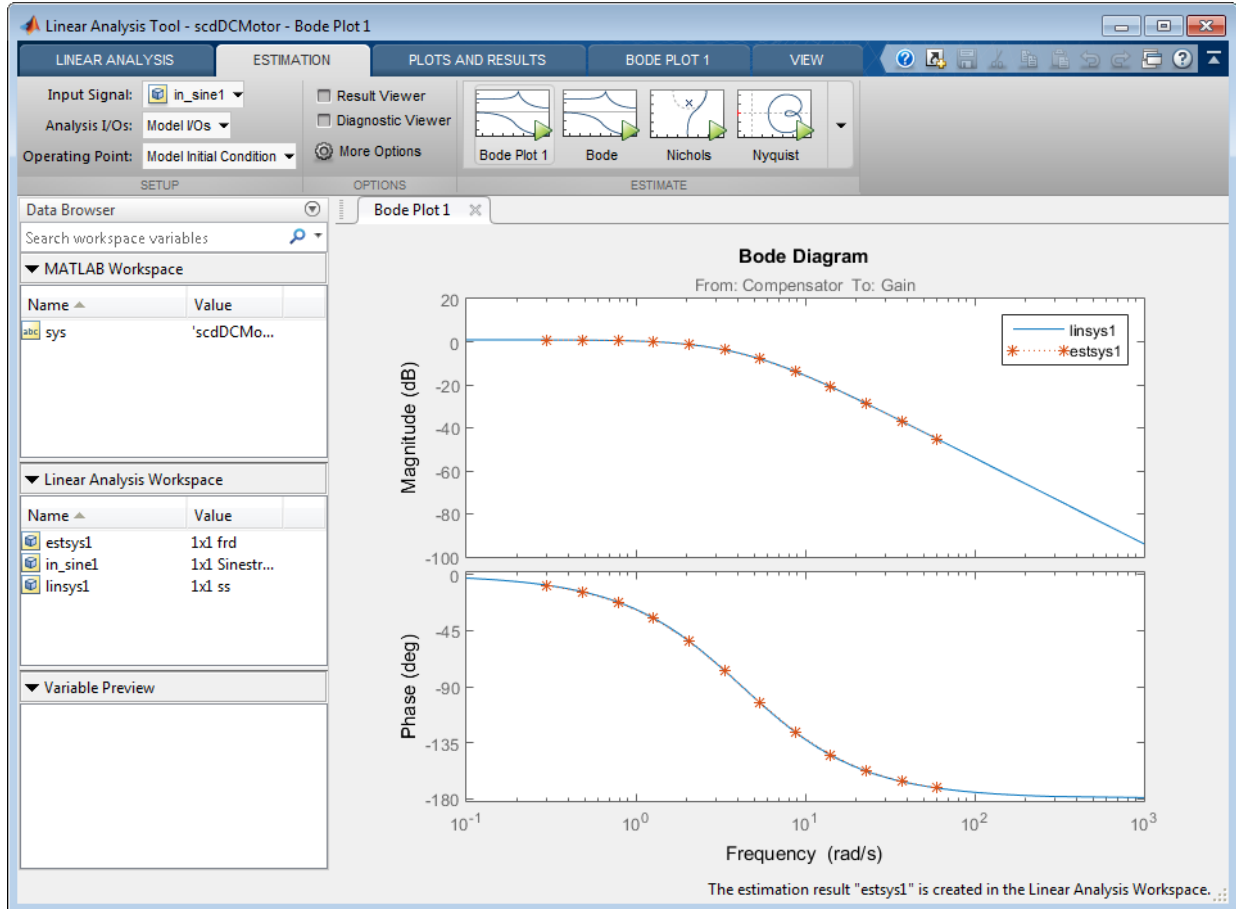 Linear Analysis Tool - scdDCMotor - Bode Plot 1
LINEAR ANALYSIS ESTIMATION PLOTS AND RESULTS BODE PLOT 1 VIEW
Input Signal: in_sine1
Analysis I/Os: Model I/Os
Operating Point: Model Initial Condition
SETUP
Result Viewer
Diagnostic Viewer
More Options
OPTIONS
Bode Plot 1 Bode Nichols Nyquist
ESTIMATE
Data Browser
Search workspace variables
MATLAB Workspace
Name Value
abc sys 'scdDCMo...
Linear Analysis Workspace
Name Value
estsys1 1x1 frd
in_sine1 1x1 Sinestr...
linsys1 1x1 ss
Variable Preview
Bode Plot 1
Bode Diagram
From: Compensator To: Gain
Magnitude (dB)
20
0
-20
-40
-60
-80
-100
linsys1
estsys1
Phase (deg)
0
-45
-90
-135
-180
10^-1 10^0 10^1 10^2 10^3
Frequency (rad/s)
The estimation result "estsys1" is created in the Linear Analysis Workspace.